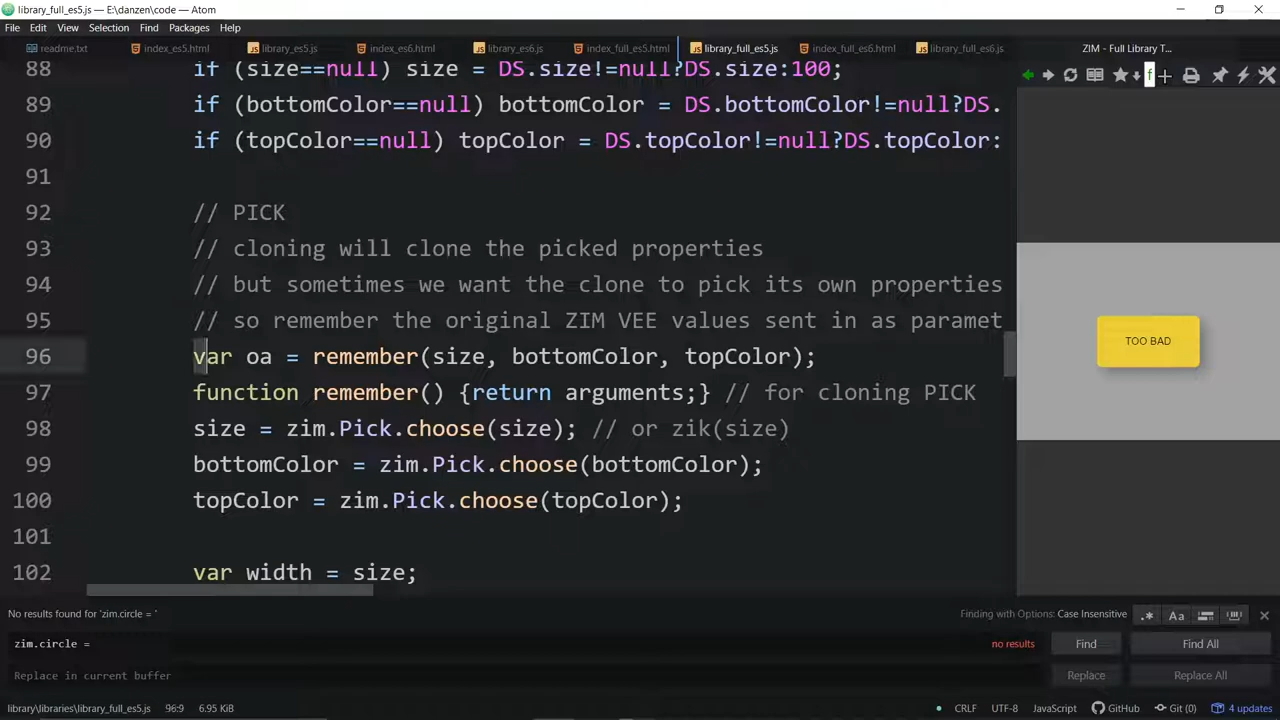 library_full_es5.js — E:\danzen\code — Atom
File Edit View Selection Find Packages Help
readme.txt index_es5.html library_es5.js index_es6.html library_es6.js index_full_es5.html library_full_es5.js index_full_es6.html library_full_es6.js ZIM - Full Library T...
88 if (size==null) size = DS.size!=null?DS.size:100;
89 if (bottomColor==null) bottomColor = DS.bottomColor!=null?DS.
90 if (topColor==null) topColor = DS.topColor!=null?DS.topColor:
91
92 // PICK
93 // cloning will clone the picked properties
94 // but sometimes we want the clone to pick its own properties
95 // so remember the original ZIM VEE values sent in as paramet
96 var oa = remember(size, bottomColor, topColor);
97 function remember() {return arguments;} // for cloning PICK
98 size = zim.Pick.choose(size); // or zik(size)
99 bottomColor = zim.Pick.choose(bottomColor);
100 topColor = zim.Pick.choose(topColor);
101
102 var width = size;
TOO BAD
No results found for 'zim.circle = '
Finding with Options: Case Insensitive
.* Aa
zim.circle =
no results
Find
Find All
Replace in current buffer
Replace
Replace All
library\libraries\library_full_es5.js 96:9 6.95 KiB
CRLF UTF-8 JavaScript GitHub Git (0) 4 updates